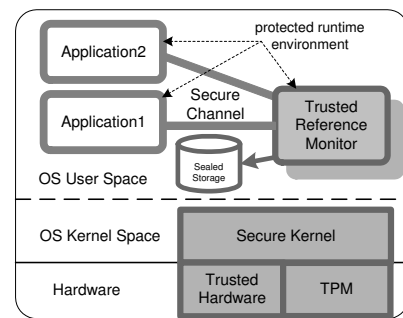 protected runtime
environment
Application2
Application1
Secure
Channel
Trusted
Reference
Monitor
Sealed
Storage
OS User Space
OS Kernel Space
Secure Kernel
Hardware
Trusted
Hardware
TPM